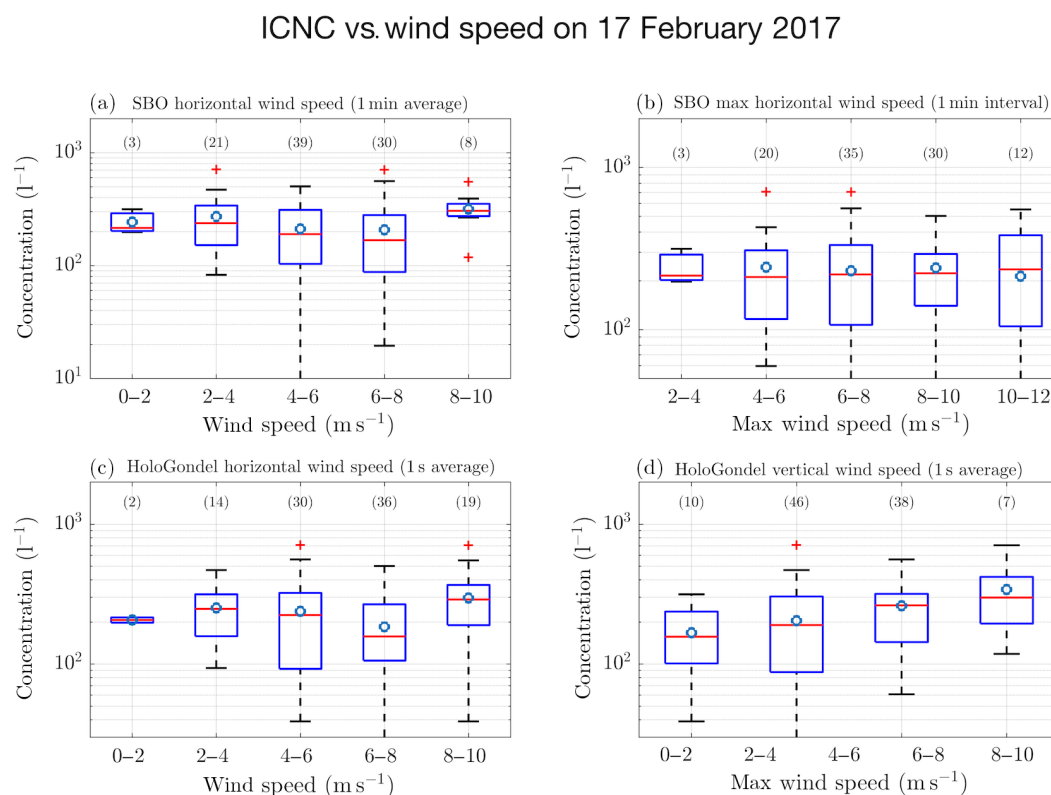 ICNC vs. wind speed on 17 February 2017
(a) SBO horizontal wind speed (1 min average)
(3) (21) (39) (30) (8)
10³
10²
10¹
Concentration (l⁻¹)
0–2 2–4 4–6 6–8 8–10
Wind speed (m s⁻¹)
(b) SBO max horizontal wind speed (1 min interval)
(3) (20) (35) (30) (12)
10³
10²
Concentration (l⁻¹)
2–4 4–6 6–8 8–10 10–12
Max wind speed (m s⁻¹)
(c) HoloGondel horizontal wind speed (1 s average)
(2) (14) (30) (36) (19)
10³
10²
Concentration (l⁻¹)
0–2 2–4 4–6 6–8 8–10
Wind speed (m s⁻¹)
(d) HoloGondel vertical wind speed (1 s average)
(10) (46) (38) (7)
10³
10²
Concentration (l⁻¹)
0–2 2–4 4–6 6–8 8–10
Max wind speed (m s⁻¹)